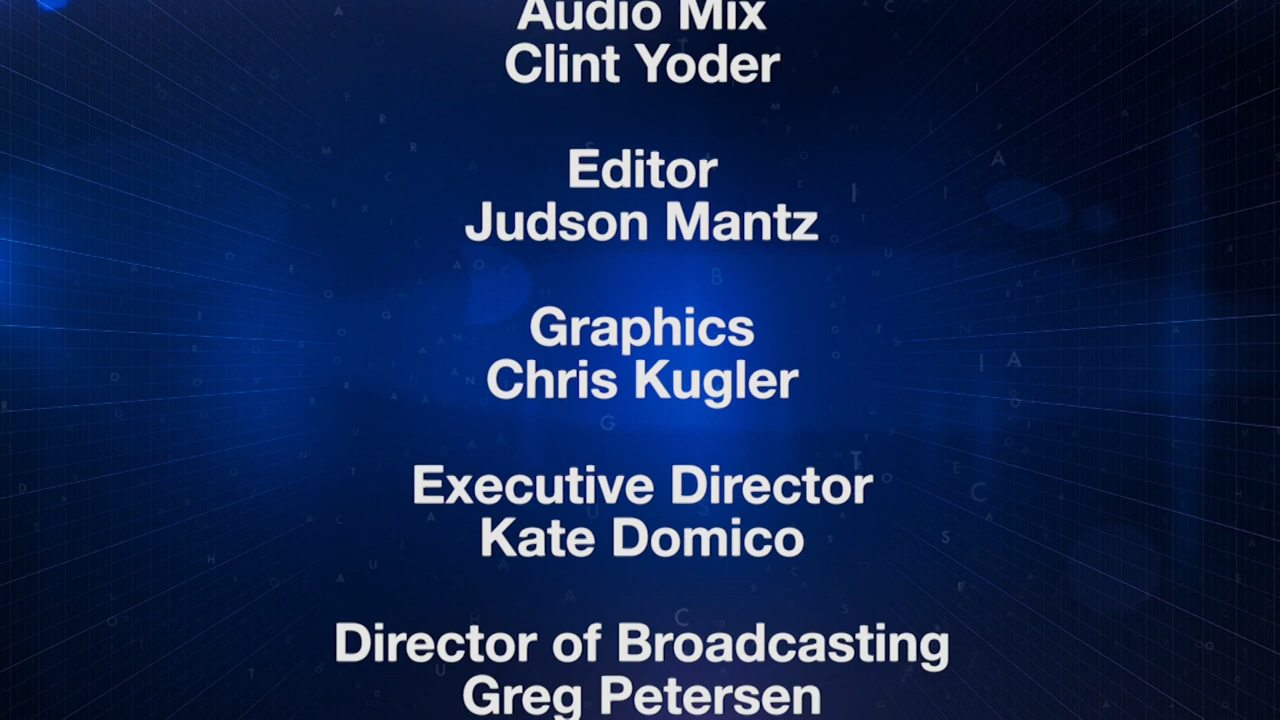 Audio Mix
Clint Yoder
Editor
Judson Mantz
Graphics
Chris Kugler
Executive Director
Kate Domico
Director of Broadcasting
Greg Petersen